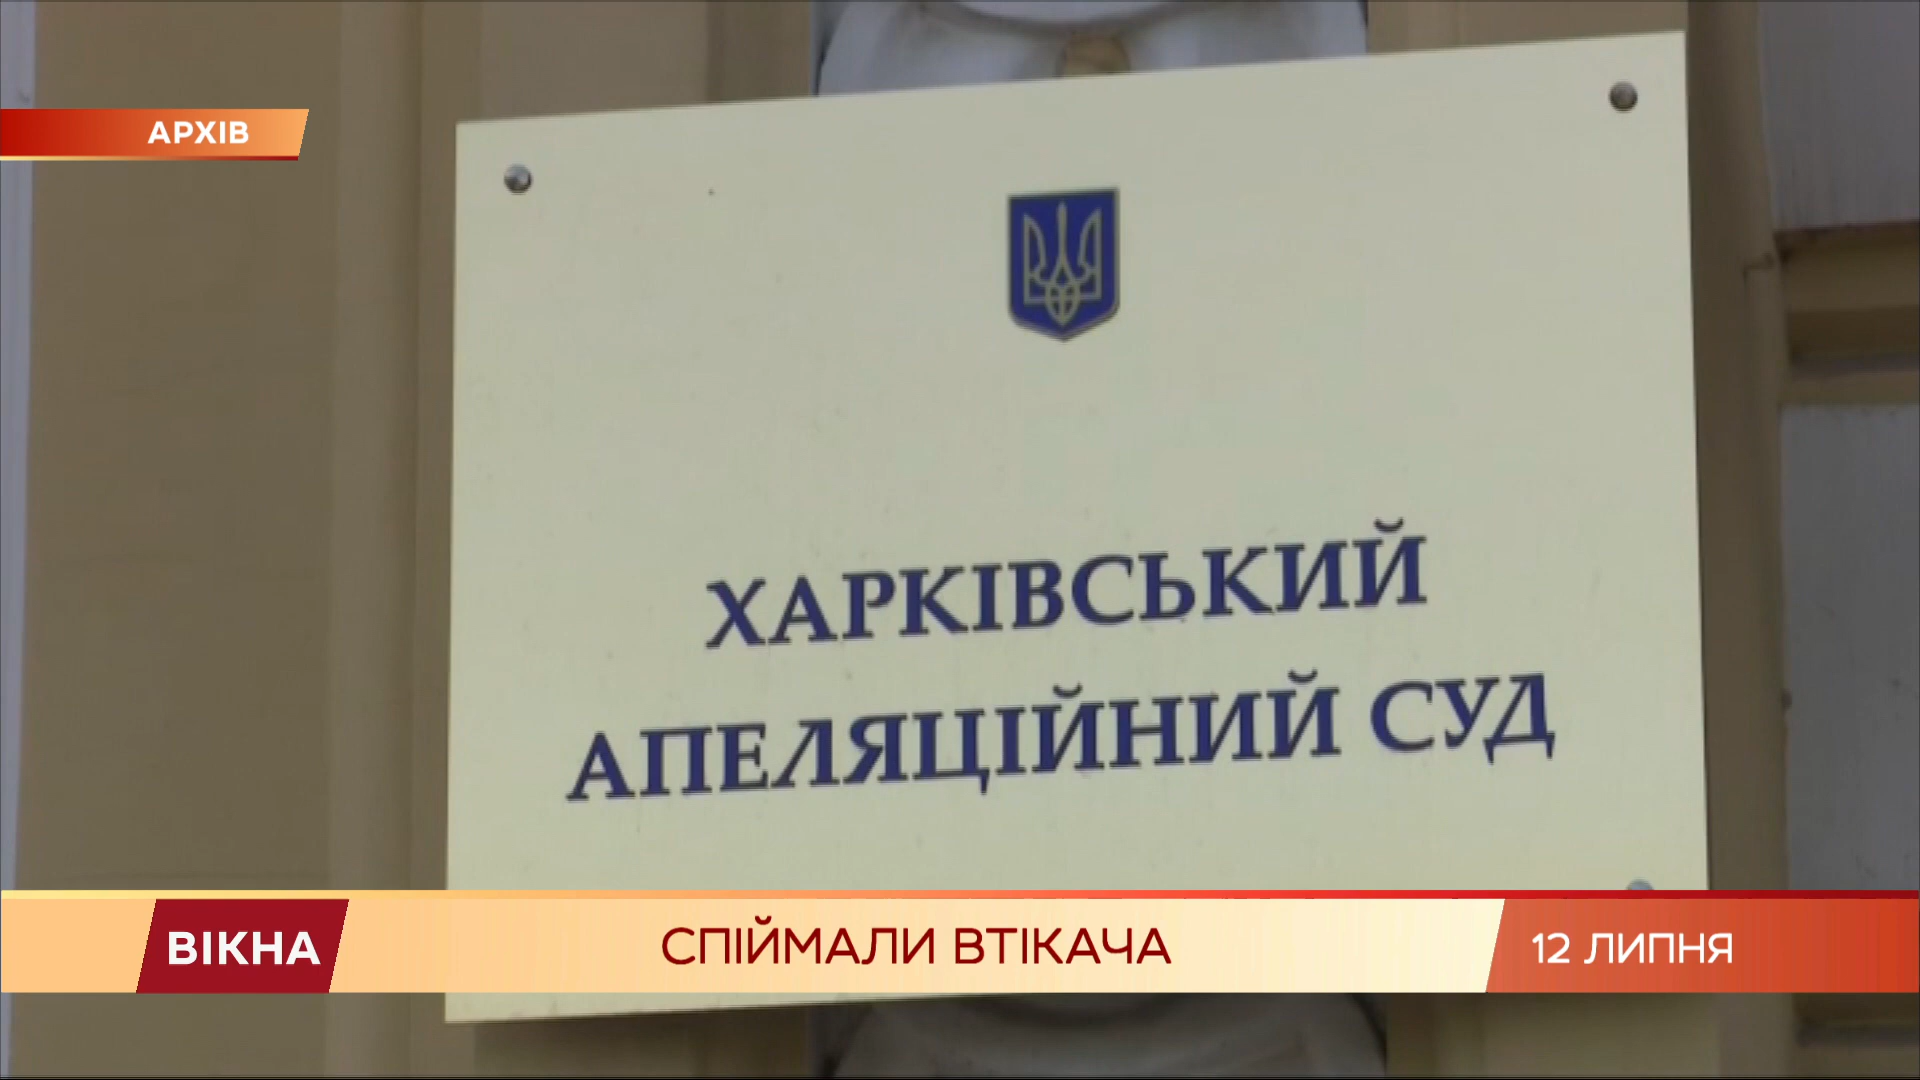 АРХІВ
ХАРКІВСЬКИЙ
АПЕЛЯЦІЙНИЙ СУД
ВІКНА
СПІЙМАЛИ ВТІКАЧА
12 ЛИПНЯ